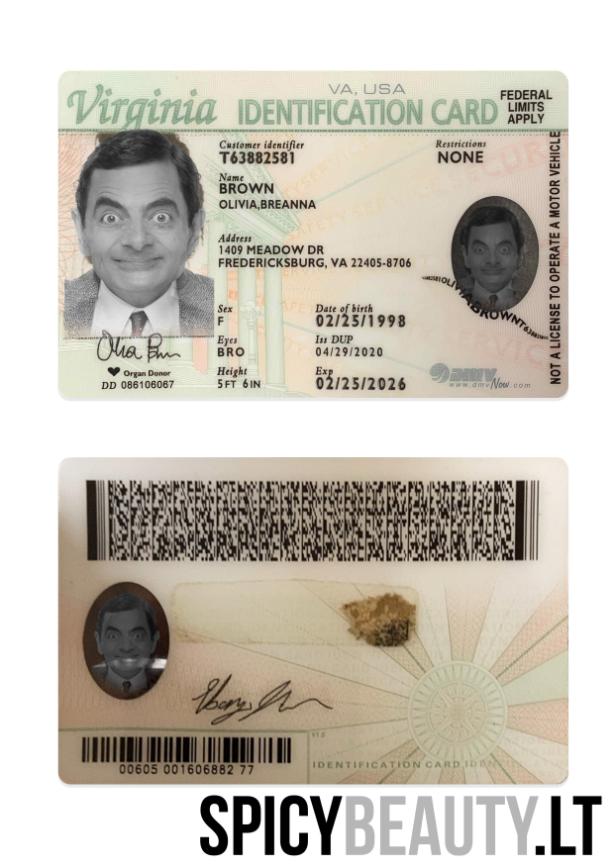 VA, USA
Virginia IDENTIFICATION CARD
FEDERAL
LIMITS
APPLY
Customer identifier
T63882581
Restrictions
NONE
Name
BROWN
OLIVIA,BREANNA
Address
1409 MEADOW DR
FREDERICKSBURG, VA 22405-8706
Sex
F
Date of birth
02/25/1998
Eyes
BRO
Iss DUP
04/29/2020
Height
5FT 6IN
Exp
02/25/2026
Organ Donor
DD 086106067
DMV
www.dmvNow.com
NOT A LICENSE TO OPERATE A MOTOR VEHICLE
00605 001606882 77
V1.0
IDENTIFICATION CARD
SPICYBEAUTY.LT